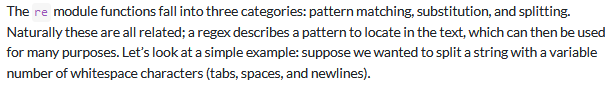 The re module functions fall into three categories: pattern matching, substitution, and splitting.
Naturally these are all related; a regex describes a pattern to locate in the text, which can then be used
for many purposes. Let’s look at a simple example: suppose we wanted to split a string with a variable
number of whitespace characters (tabs, spaces, and newlines).